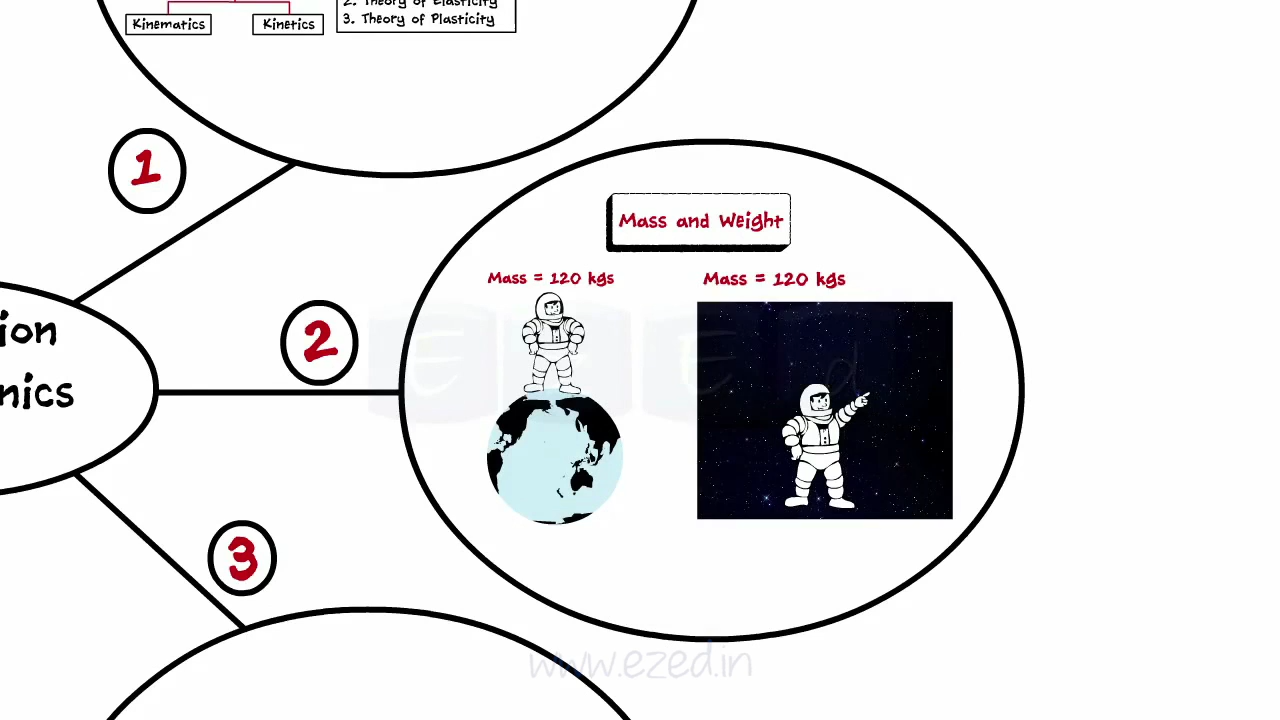 2. Theory of Elasticity
Kinematics
Kinetics
3. Theory of Plasticity
1
Mass and Weight
Mass = 120 kgs
Mass = 120 kgs
2
ion
nics
3
www.ezed.in